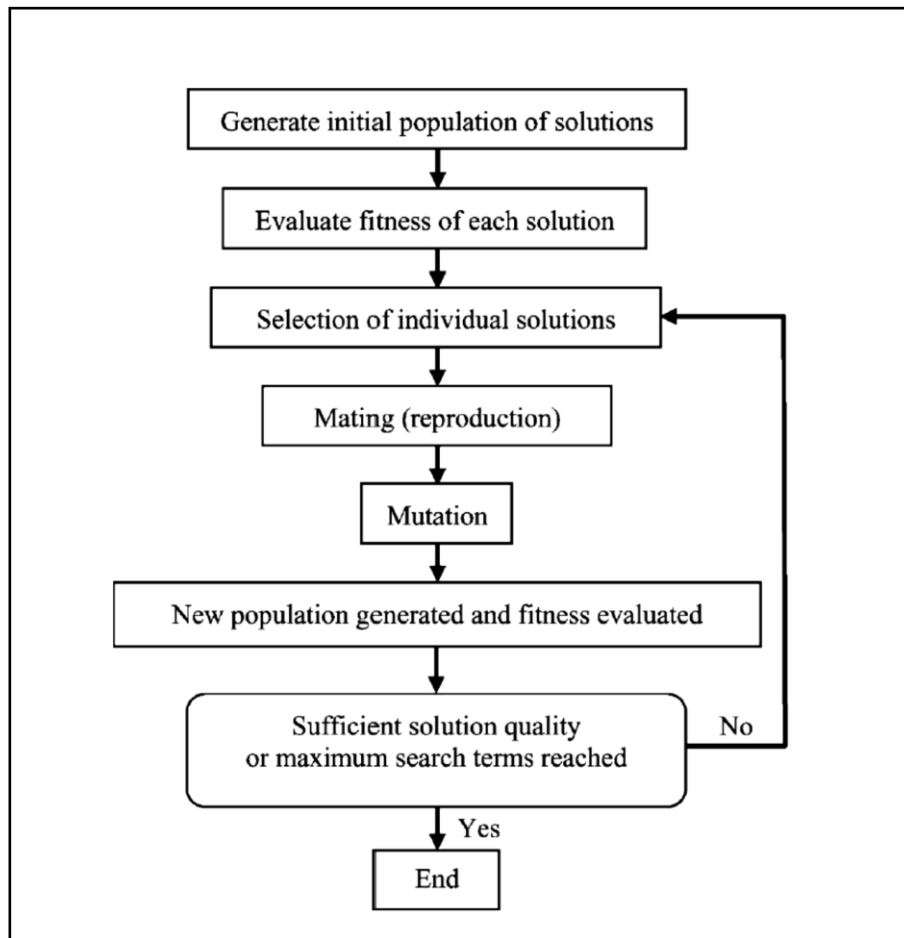 Generate initial population of solutions
Evaluate fitness of each solution
Selection of individual solutions
Mating (reproduction)
Mutation
New population generated and fitness evaluated
Sufficient solution quality
or maximum search terms reached
No
Yes
End